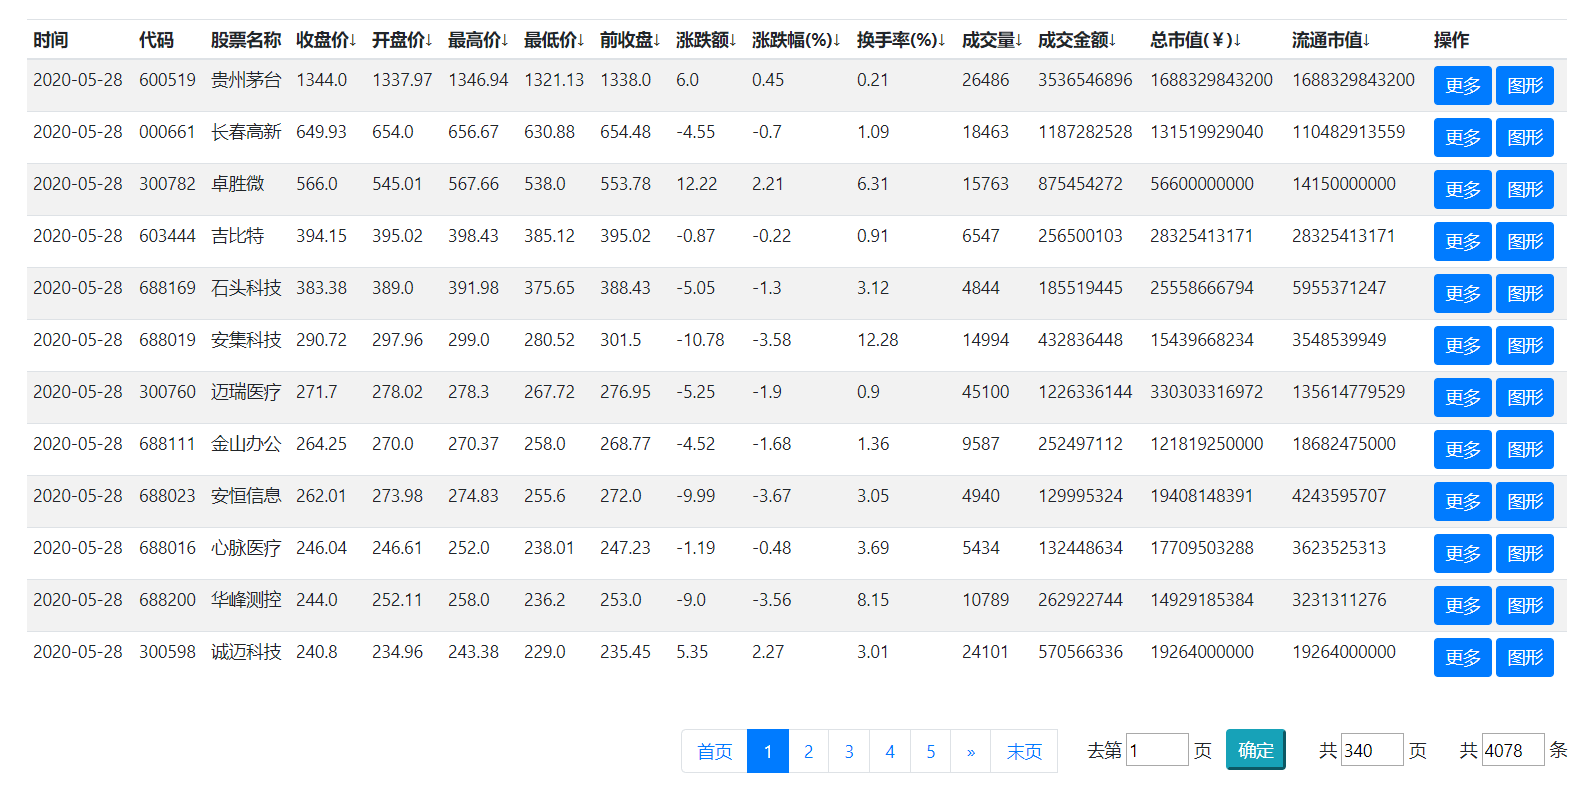 时间 代码 股票名称 收盘价↓ 开盘价↓ 最高价↓ 最低价↓ 前收盘↓ 涨跌额↓ 涨跌幅(%)↓ 换手率(%)↓ 成交量↓ 成交金额↓ 总市值(￥)↓ 流通市值↓ 操作
2020-05-28 600519 贵州茅台 1344.0 1337.97 1346.94 1321.13 1338.0 6.0 0.45 0.21 26486 3536546896 1688329843200 1688329843200 更多 图形
2020-05-28 000661 长春高新 649.93 654.0 656.67 630.88 654.48 -4.55 -0.7 1.09 18463 1187282528 131519929040 110482913559 更多 图形
2020-05-28 300782 卓胜微 566.0 545.01 567.66 538.0 553.78 12.22 2.21 6.31 15763 875454272 56600000000 14150000000 更多 图形
2020-05-28 603444 吉比特 394.15 395.02 398.43 385.12 395.02 -0.87 -0.22 0.91 6547 256500103 28325413171 28325413171 更多 图形
2020-05-28 688169 石头科技 383.38 389.0 391.98 375.65 388.43 -5.05 -1.3 3.12 4844 185519445 25558666794 5955371247 更多 图形
2020-05-28 688019 安集科技 290.72 297.96 299.0 280.52 301.5 -10.78 -3.58 12.28 14994 432836448 15439668234 3548539949 更多 图形
2020-05-28 300760 迈瑞医疗 271.7 278.02 278.3 267.72 276.95 -5.25 -1.9 0.9 45100 1226336144 330303316972 135614779529 更多 图形
2020-05-28 688111 金山办公 264.25 270.0 270.37 258.0 268.77 -4.52 -1.68 1.36 9587 252497112 121819250000 18682475000 更多 图形
2020-05-28 688023 安恒信息 262.01 273.98 274.83 255.6 272.0 -9.99 -3.67 3.05 4940 129995324 19408148391 4243595707 更多 图形
2020-05-28 688016 心脉医疗 246.04 246.61 252.0 238.01 247.23 -1.19 -0.48 3.69 5434 132448634 17709503288 3623525313 更多 图形
2020-05-28 688200 华峰测控 244.0 252.11 258.0 236.2 253.0 -9.0 -3.56 8.15 10789 262922744 14929185384 3231311276 更多 图形
2020-05-28 300598 诚迈科技 240.8 234.96 243.38 229.0 235.45 5.35 2.27 3.01 24101 570566336 19264000000 19264000000 更多 图形
首页 1 2 3 4 5 » 末页 去第 1 页 确定 共 340 页 共 4078 条